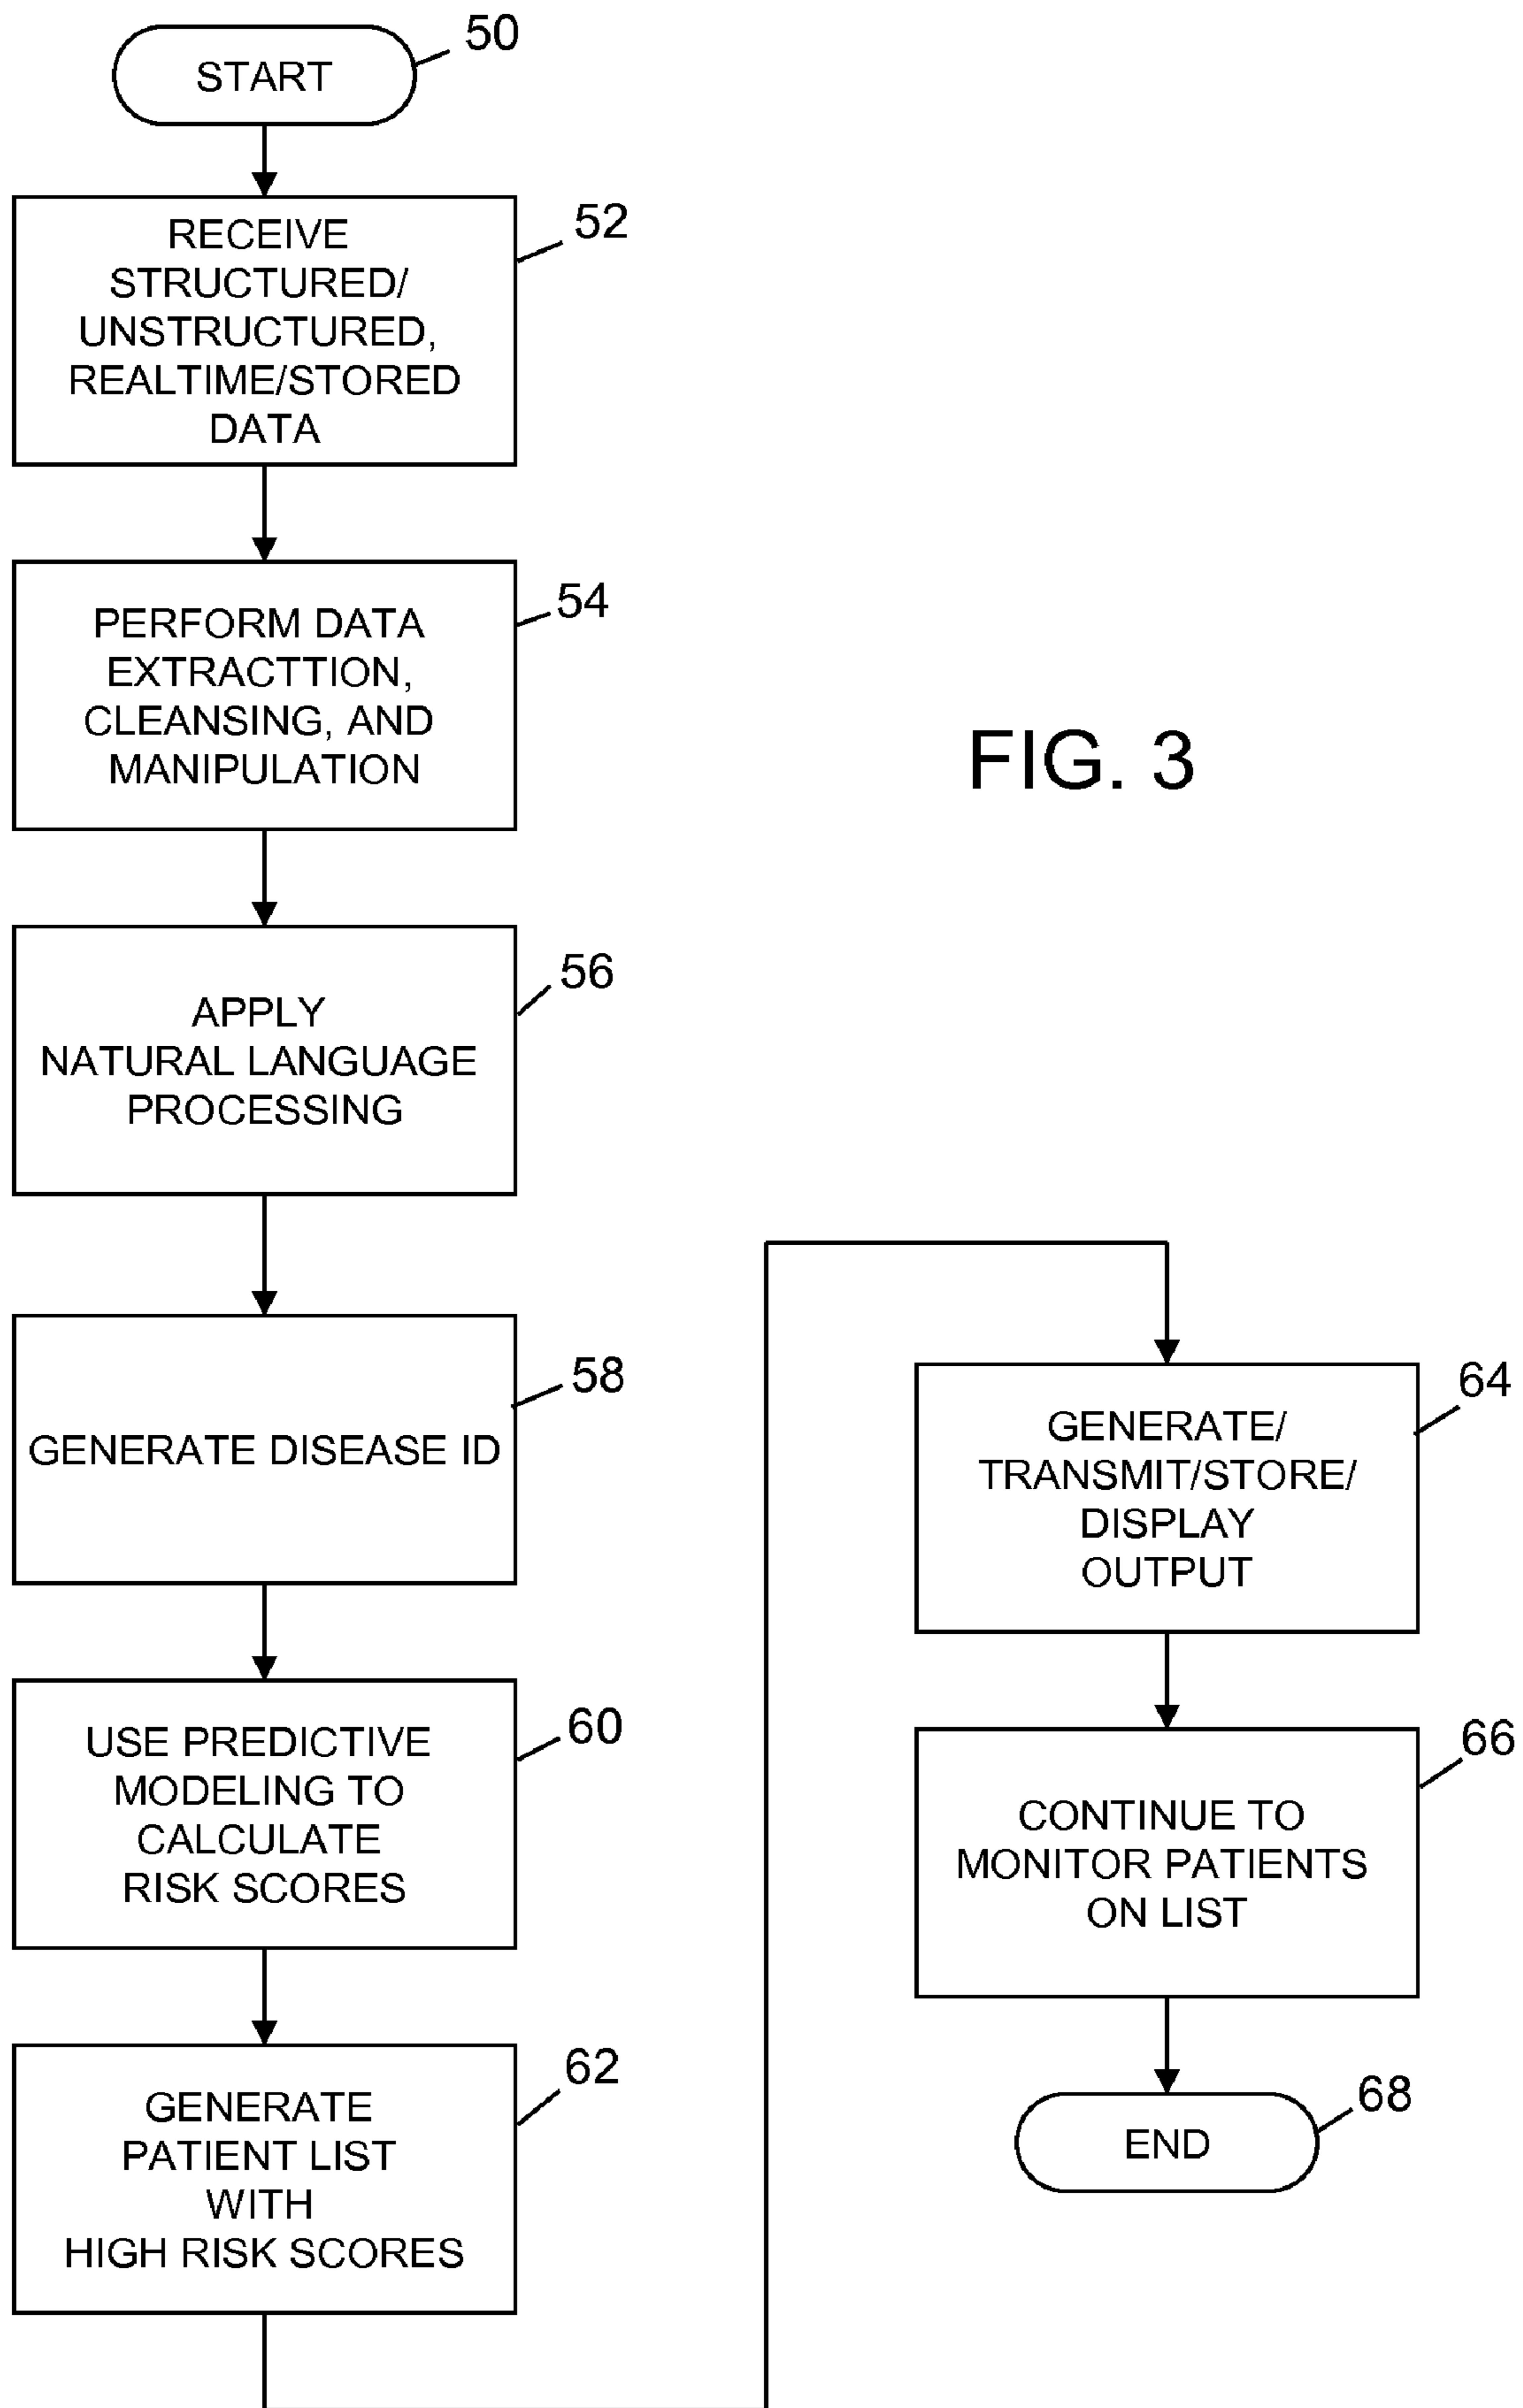 START
50
RECEIVE
STRUCTURED/
UNSTRUCTURED,
REALTIME/STORED
DATA
52
PERFORM DATA
EXTRACTTION,
CLEANSING, AND
MANIPULATION
54
APPLY
NATURAL LANGUAGE
PROCESSING
56
GENERATE DISEASE ID
58
USE PREDICTIVE
MODELING TO
CALCULATE
RISK SCORES
60
GENERATE
PATIENT LIST
WITH
HIGH RISK SCORES
62
FIG. 3
GENERATE/
TRANSMIT/STORE/
DISPLAY
OUTPUT
64
CONTINUE TO
MONITOR PATIENTS
ON LIST
66
END
68